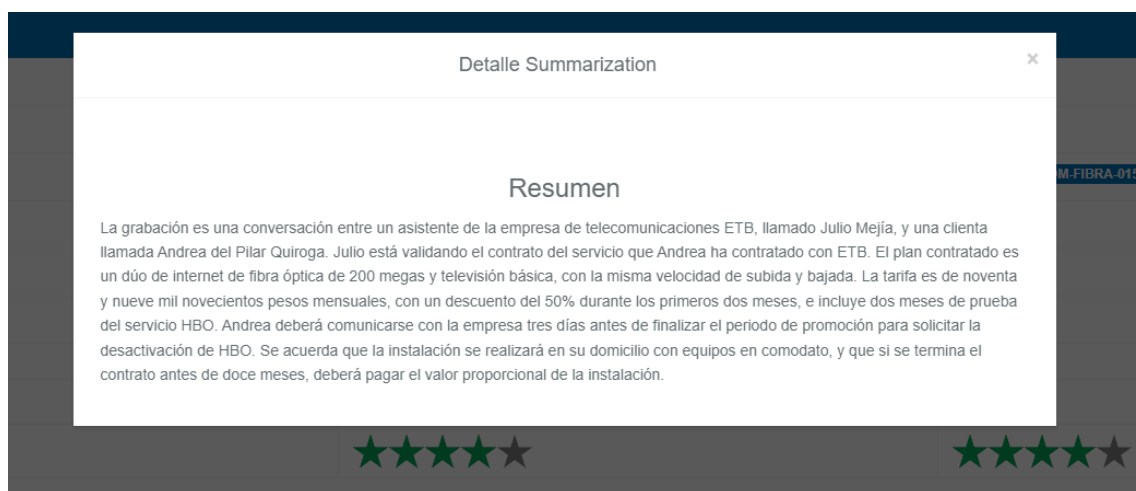 Detalle Summarization
×
M-FIBRA-015
Resumen
La grabación es una conversación entre un asistente de la empresa de telecomunicaciones ETB, llamado Julio Mejía, y una clienta
llamada Andrea del Pilar Quiroga. Julio está validando el contrato del servicio que Andrea ha contratado con ETB. El plan contratado es
un dúo de internet de fibra óptica de 200 megas y televisión básica, con la misma velocidad de subida y bajada. La tarifa es de noventa
y nueve mil novecientos pesos mensuales, con un descuento del 50% durante los primeros dos meses, e incluye dos meses de prueba
del servicio HBO. Andrea deberá comunicarse con la empresa tres días antes de finalizar el periodo de promoción para solicitar la
desactivación de HBO. Se acuerda que la instalación se realizará en su domicilio con equipos en comodato, y que si se termina el
contrato antes de doce meses, deberá pagar el valor proporcional de la instalación.